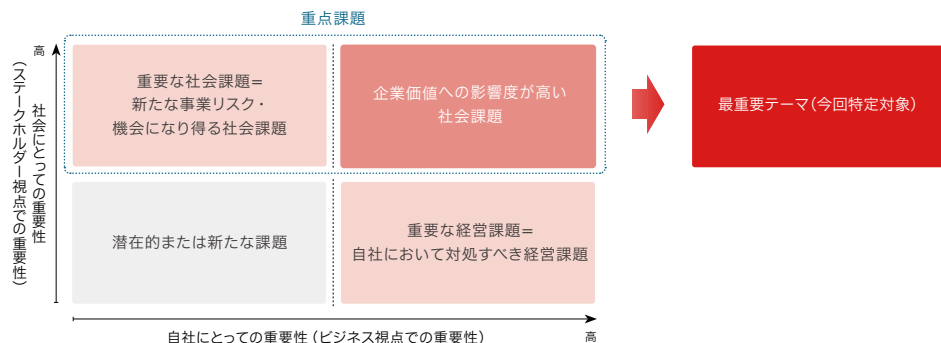 重点課題
高
社会にとっての重要性
(ステークホルダー視点での重要性)
重要な社会課題=
新たな事業リスク・
機会になり得る社会課題
企業価値への影響度が高い
社会課題
最重要テーマ(今回特定対象)
潜在的または新たな課題
重要な経営課題=
自社において対処すべき経営課題
自社にとっての重要性(ビジネス視点での重要性)
高